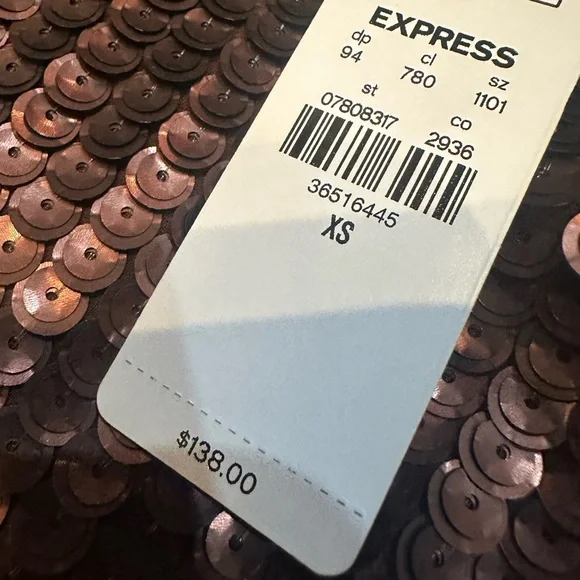 EXPRESS
dp cl sz
94 780 1101
st co
07808317 2936
36516445
XS
$138.00